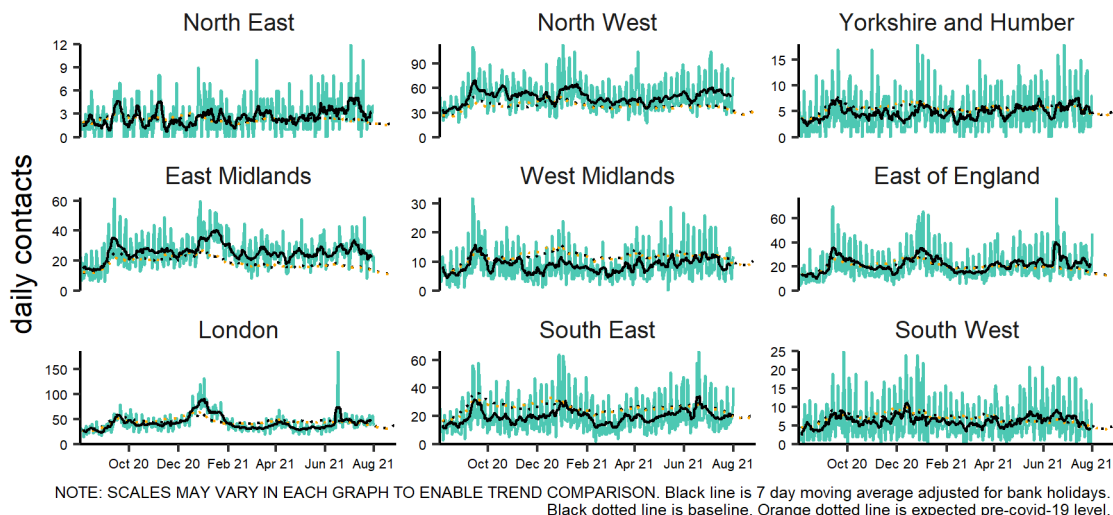 North East
North West
Yorkshire and Humber
12
9
6
3
0
90
60
30
0
15
10
5
0
East Midlands
West Midlands
East of England
60
40
20
0
30
20
10
0
60
40
20
0
daily contacts
London
South East
South West
150
100
50
0
60
40
20
0
25
20
15
10
5
0
Oct 20 Dec 20 Feb 21 Apr 21 Jun 21 Aug 21
Oct 20 Dec 20 Feb 21 Apr 21 Jun 21 Aug 21
Oct 20 Dec 20 Feb 21 Apr 21 Jun 21 Aug 21
NOTE: SCALES MAY VARY IN EACH GRAPH TO ENABLE TREND COMPARISON. Black line is 7 day moving average adjusted for bank holidays.
Black dotted line is baseline. Orange dotted line is expected pre-covid-19 level.